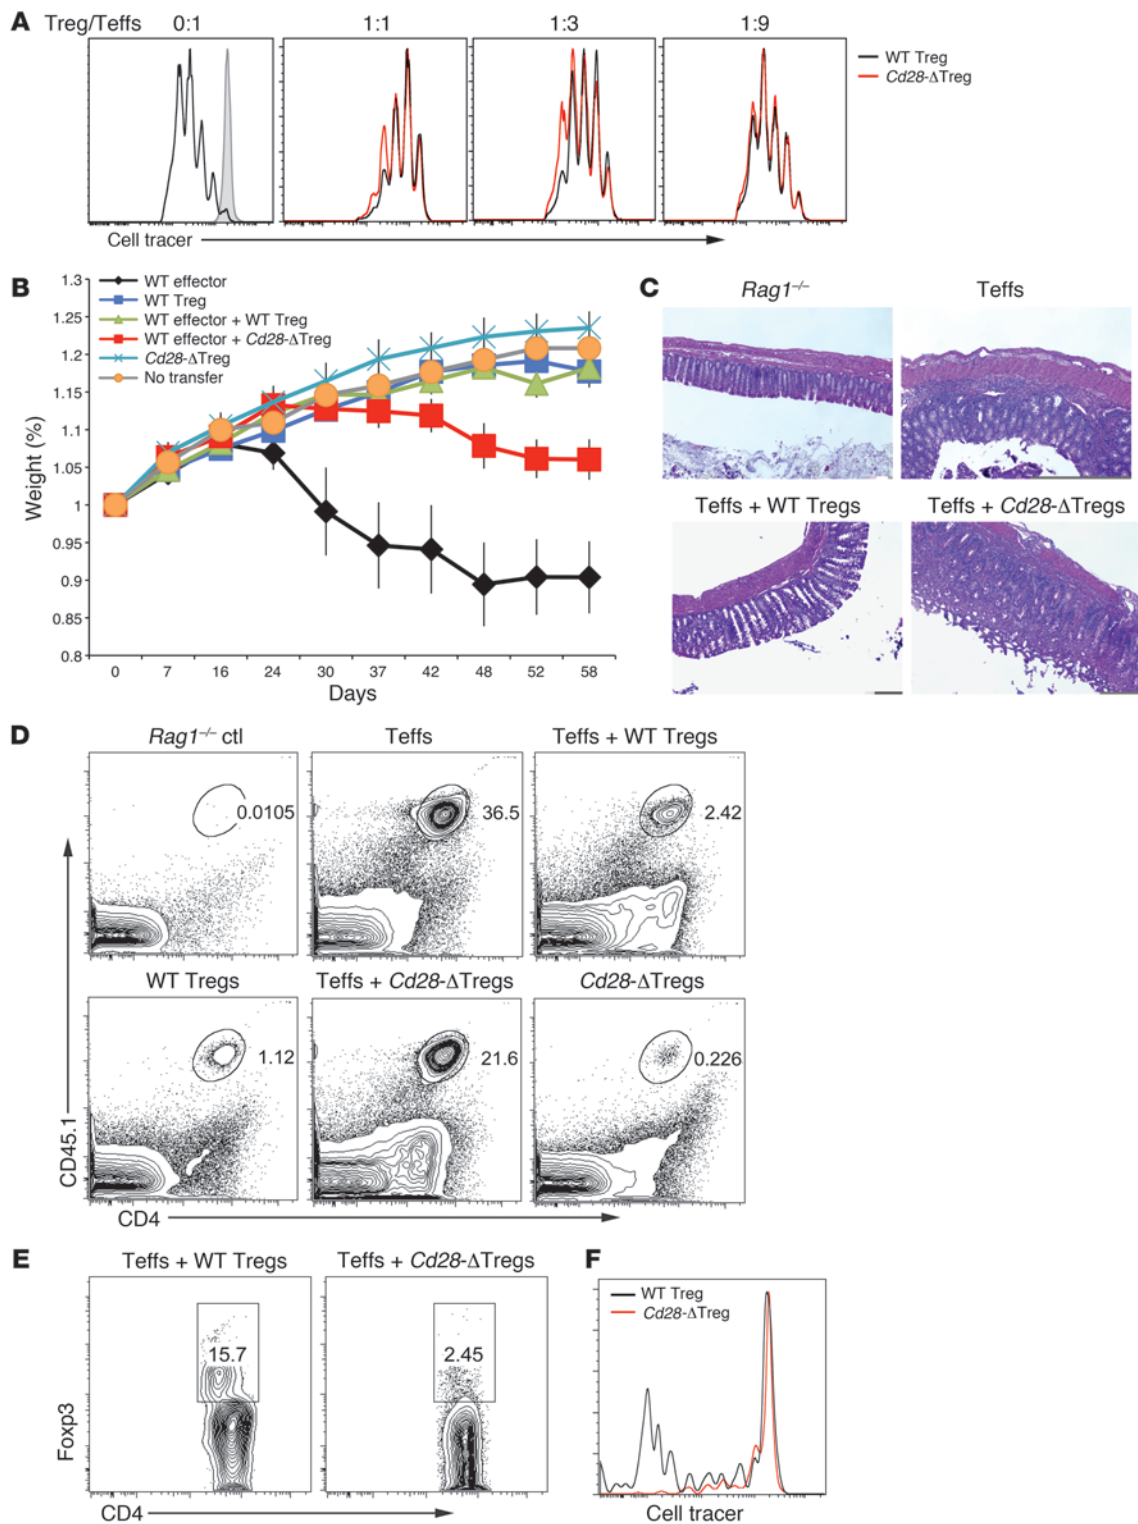 A
Treg/Teffs 0:1 1:1 1:3 1:9
WT Treg
Cd28-ΔTreg
Cell tracer
B
WT effector
WT Treg
WT effector + WT Treg
WT effector + Cd28-ΔTreg
Cd28-ΔTreg
No transfer
Weight (%)
1.3
1.25
1.2
1.15
1.1
1.05
1
0.95
0.9
0.85
0.8
0 7 16 24 30 37 42 48 52 58
Days
C
Rag1–/– Teffs
Teffs + WT Tregs Teffs + Cd28-ΔTregs
D
Rag1–/– ctl Teffs Teffs + WT Tregs
0.0105 36.5 2.42
WT Tregs Teffs + Cd28-ΔTregs Cd28-ΔTregs
1.12 21.6 0.226
CD45.1
CD4
E
Teffs + WT Tregs Teffs + Cd28-ΔTregs
15.7 2.45
Foxp3
CD4
F
WT Treg
Cd28-ΔTreg
Cell tracer